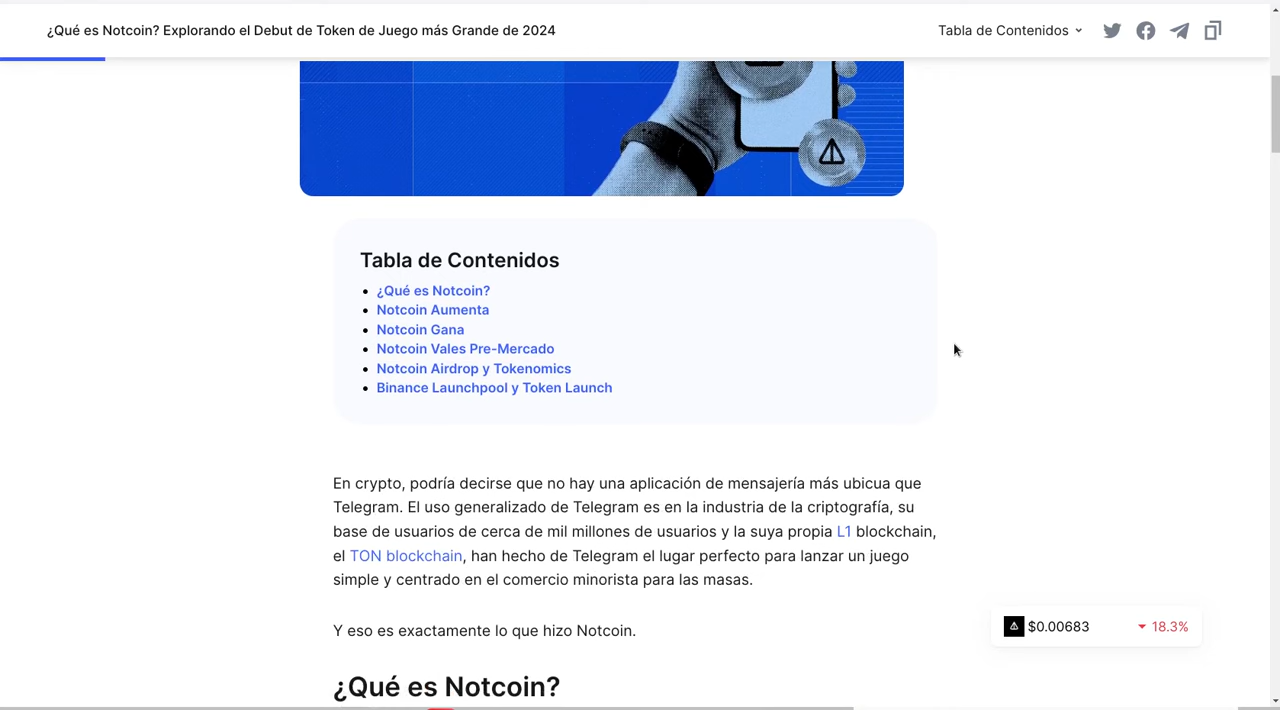 ¿Qué es Notcoin? Explorando el Debut de Token de Juego más Grande de 2024
Tabla de Contenidos
Tabla de Contenidos
¿Qué es Notcoin?
Notcoin Aumenta
Notcoin Gana
Notcoin Vales Pre-Mercado
Notcoin Airdrop y Tokenomics
Binance Launchpool y Token Launch
En crypto, podría decirse que no hay una aplicación de mensajería más ubicua que
Telegram. El uso generalizado de Telegram es en la industria de la criptografía, su
base de usuarios de cerca de mil millones de usuarios y la suya propia L1 blockchain,
el TON blockchain, han hecho de Telegram el lugar perfecto para lanzar un juego
simple y centrado en el comercio minorista para las masas.
Y eso es exactamente lo que hizo Notcoin.
$0.00683 18.3%
¿Qué es Notcoin?